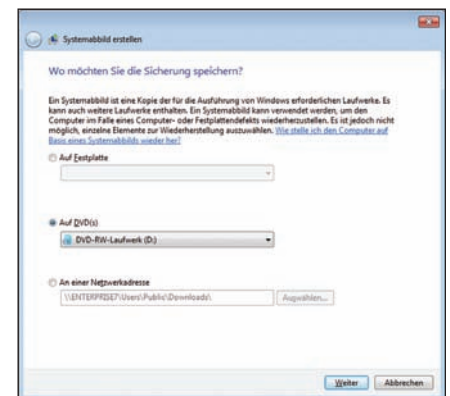 Systemabbild erstellen
Wo möchten Sie die Sicherung speichern?
Ein Systemabbild ist eine Kopie der für die Ausführung von Windows erforderlichen Laufwerke. Es
kann auch weitere Laufwerke enthalten. Ein Systemabbild kann verwendet werden, um den
Computer im Falle eines Computer- oder Festplattendefekts wiederherzustellen. Es ist jedoch nicht
möglich, einzelne Elemente zur Wiederherstellung auszuwählen. Wie stelle ich den Computer auf
Basis eines Systemabbilds wieder her?
Auf Festplatte
Auf DVD(s)
DVD-RW-Laufwerk (D:)
An einer Netzwerkadresse
\\ENTERPRISE7\Users\Public\Downloads\
Auswählen...
Weiter
Abbrechen